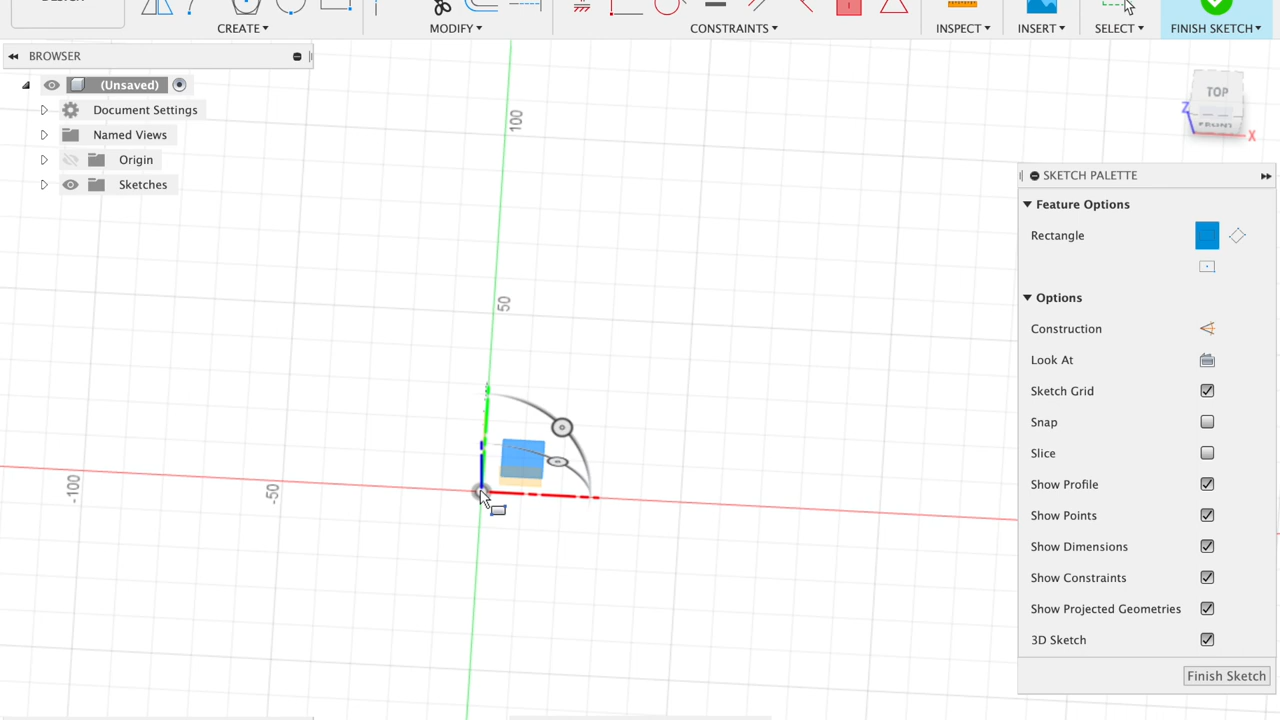 CREATE▾ MODIFY▾ CONSTRAINTS▾ INSPECT▾ INSERT▾ SELECT▾ FINISH SKETCH▾
BROWSER
(Unsaved)
Document Settings
Named Views
Origin
Sketches
TOP
FRONT
Z
X
100
50
-50
-100
SKETCH PALETTE
Feature Options
Rectangle
Options
Construction
Look At
Sketch Grid
Snap
Slice
Show Profile
Show Points
Show Dimensions
Show Constraints
Show Projected Geometries
3D Sketch
Finish Sketch